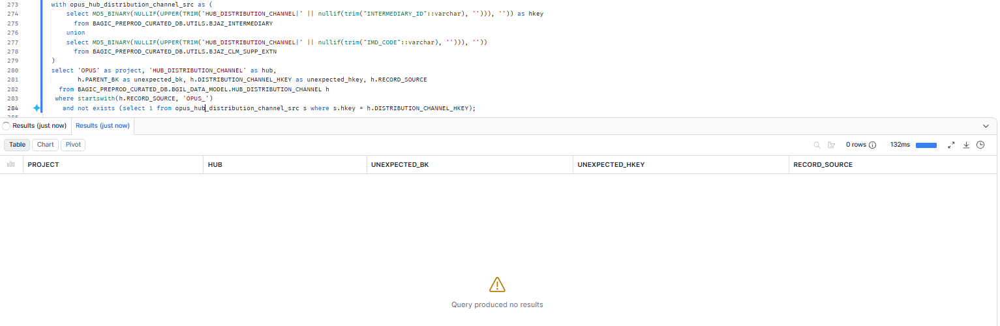 273 with opus_hub_distribution_channel_src as (
274 select MD5_BINARY(NULLIF(UPPER(TRIM('HUB_DISTRIBUTION_CHANNEL|' || nullif(trim("INTERMEDIARY_ID"::varchar), ''))), '')) as hkey
275 from BAGIC_PREPROD_CURATED_DB.UTILS.BJAZ_INTERMEDIARY
276 union
277 select MD5_BINARY(NULLIF(UPPER(TRIM('HUB_DISTRIBUTION_CHANNEL|' || nullif(trim("IMD_CODE"::varchar), ''))), ''))
278 from BAGIC_PREPROD_CURATED_DB.UTILS.BJAZ_CLM_SUPP_EXTN
279 )
280 select 'OPUS' as project, 'HUB_DISTRIBUTION_CHANNEL' as hub,
281 h.PARENT_BK as unexpected_bk, h.DISTRIBUTION_CHANNEL_HKEY as unexpected_hkey, h.RECORD_SOURCE
282 from BAGIC_PREPROD_CURATED_DB.BGIL_DATA_MODEL.HUB_DISTRIBUTION_CHANNEL h
283 where startswith(h.RECORD_SOURCE, 'OPUS_')
284 and not exists (select 1 from opus_hub_distribution_channel_src s where s.hkey = h.DISTRIBUTION_CHANNEL_HKEY);
Results (just now) Results (just now)
Table Chart Pivot 0 rows 132ms
PROJECT HUB UNEXPECTED_BK UNEXPECTED_HKEY RECORD_SOURCE
Query produced no results